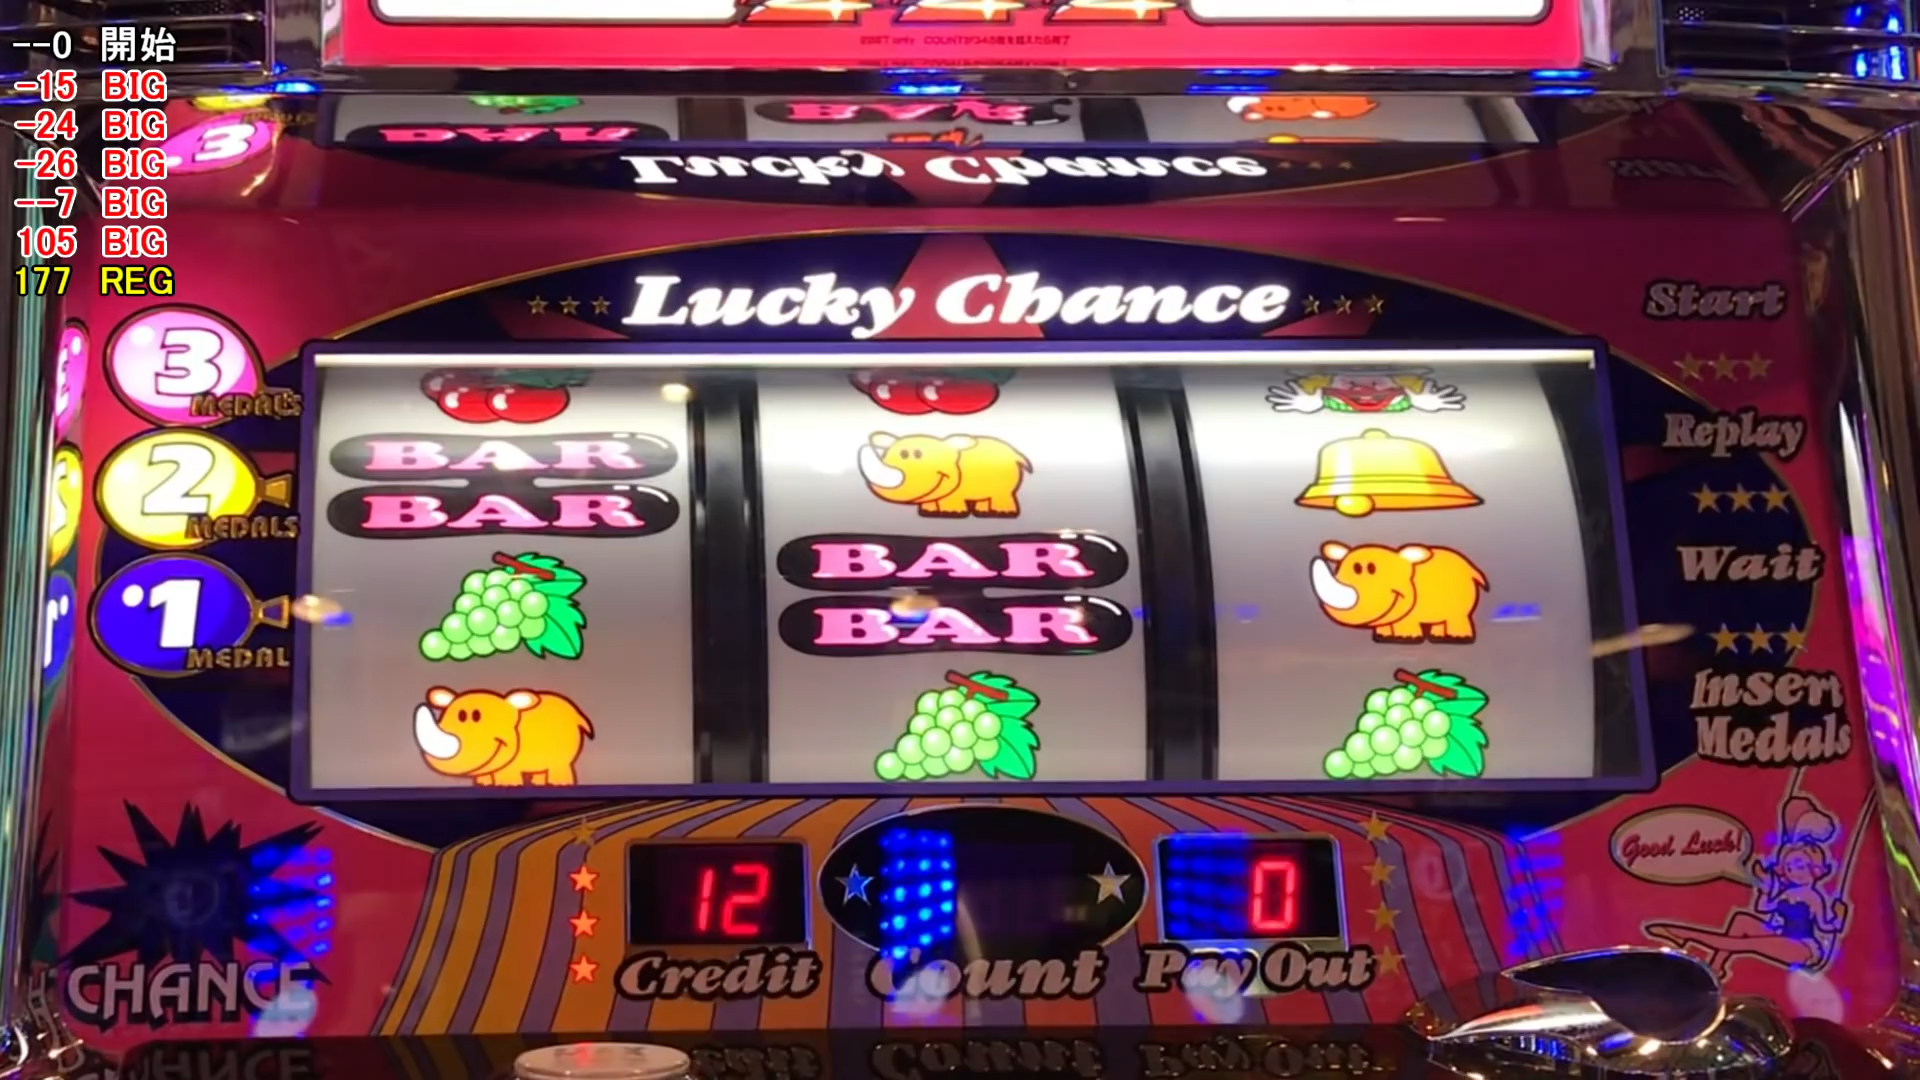 --0 開始
-15 BIG
-24 BIG
-26 BIG
--7 BIG
105 BIG
177 REG
Lucky Chance
3 MEDALS
2 MEDALS
1 MEDAL
BAR
BAR
BAR
BAR
Start
Replay
Wait
Insert
Medals
Good Luck!
12
0
Credit
Count
Pay Out
CHANCE